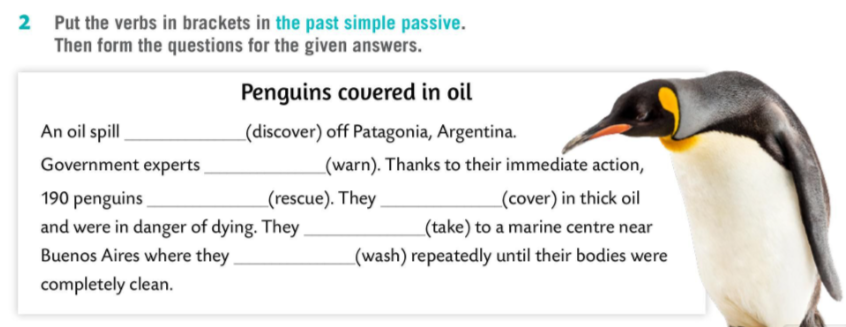 2 Put the verbs in brackets in the past simple passive.
Then form the questions for the given answers.
Penguins covered in oil
An oil spill ____________(discover) off Patagonia, Argentina.
Government experts ____________(warn). Thanks to their immediate action,
190 penguins ____________(rescue). They ____________(cover) in thick oil
and were in danger of dying. They ____________(take) to a marine centre near
Buenos Aires where they ____________(wash) repeatedly until their bodies were
completely clean.